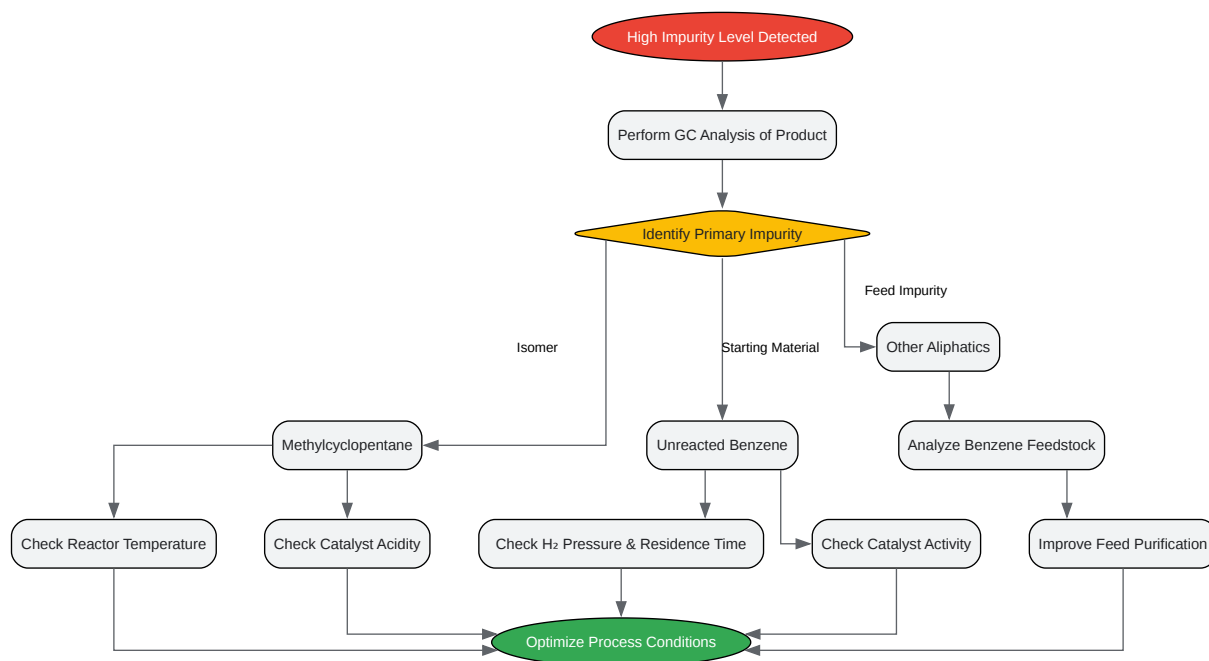 High Impurity Level Detected
Perform GC Analysis of Product
Identify Primary Impurity
Feed Impurity
Isomer
Starting Material
Other Aliphatics
Methylcyclopentane
Unreacted Benzene
Analyze Benzene Feedstock
Check Reactor Temperature
Check Catalyst Acidity
Check H₂ Pressure & Residence Time
Check Catalyst Activity
Improve Feed Purification
Optimize Process Conditions